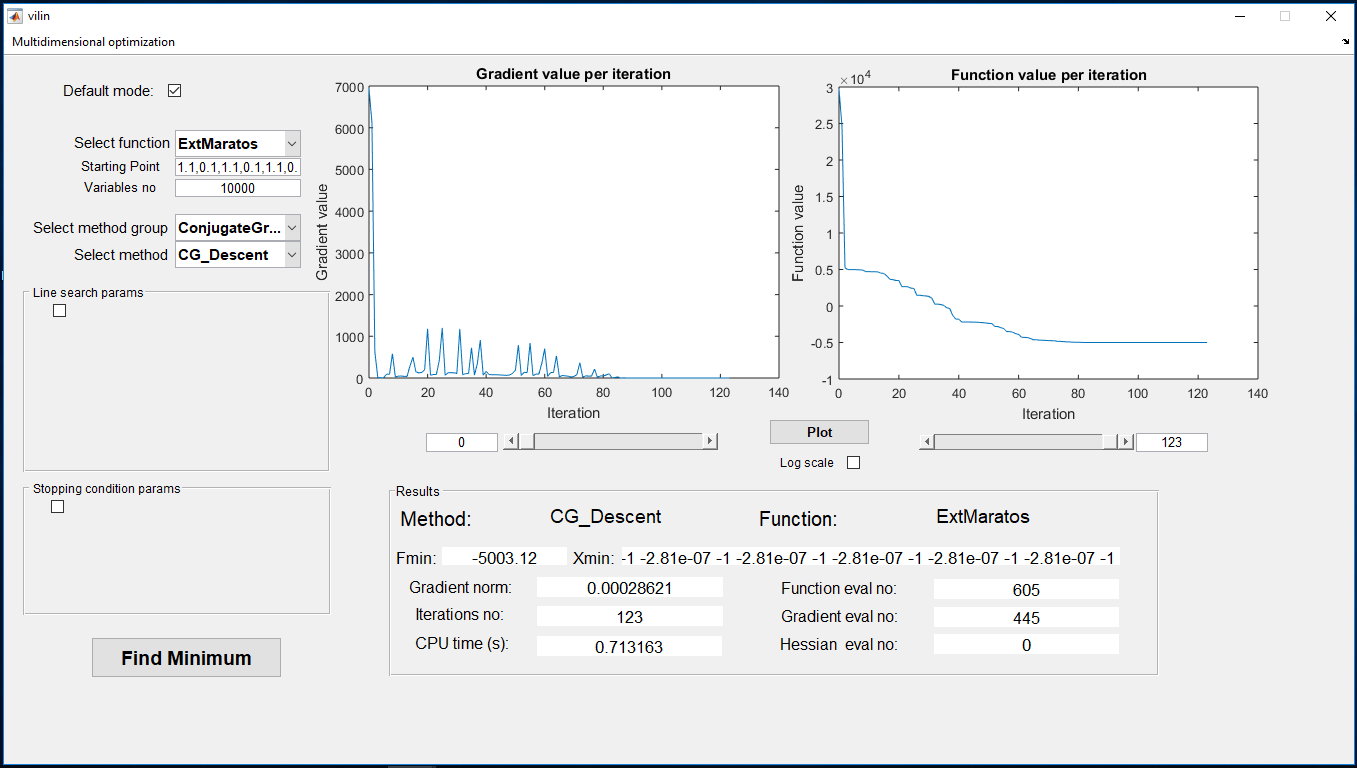 vilin
Multidimensional optimization
Default mode:
Select function ExtMaratos
Starting Point 1.1,0.1,1.1,0.1,1.1,0.
Variables no 10000
Select method group ConjugateGr...
Select method CG_Descent
Line search params
Stopping condition params
Find Minimum
Gradient value per iteration
7000
6000
5000
4000
3000
2000
1000
0
Gradient value
0 20 40 60 80 100 120 140
Iteration
0
Function value per iteration
×10^4
3
2.5
2
1.5
1
0.5
0
-0.5
-1
Function value
0 20 40 60 80 100 120 140
Iteration
Plot
Log scale
123
Results
Method: CG_Descent Function: ExtMaratos
Fmin: -5003.12 Xmin: -1 -2.81e-07 -1 -2.81e-07 -1 -2.81e-07 -1 -2.81e-07 -1 -2.81e-07 -1
Gradient norm: 0.00028621 Function eval no: 605
Iterations no: 123 Gradient eval no: 445
CPU time (s): 0.713163 Hessian eval no: 0